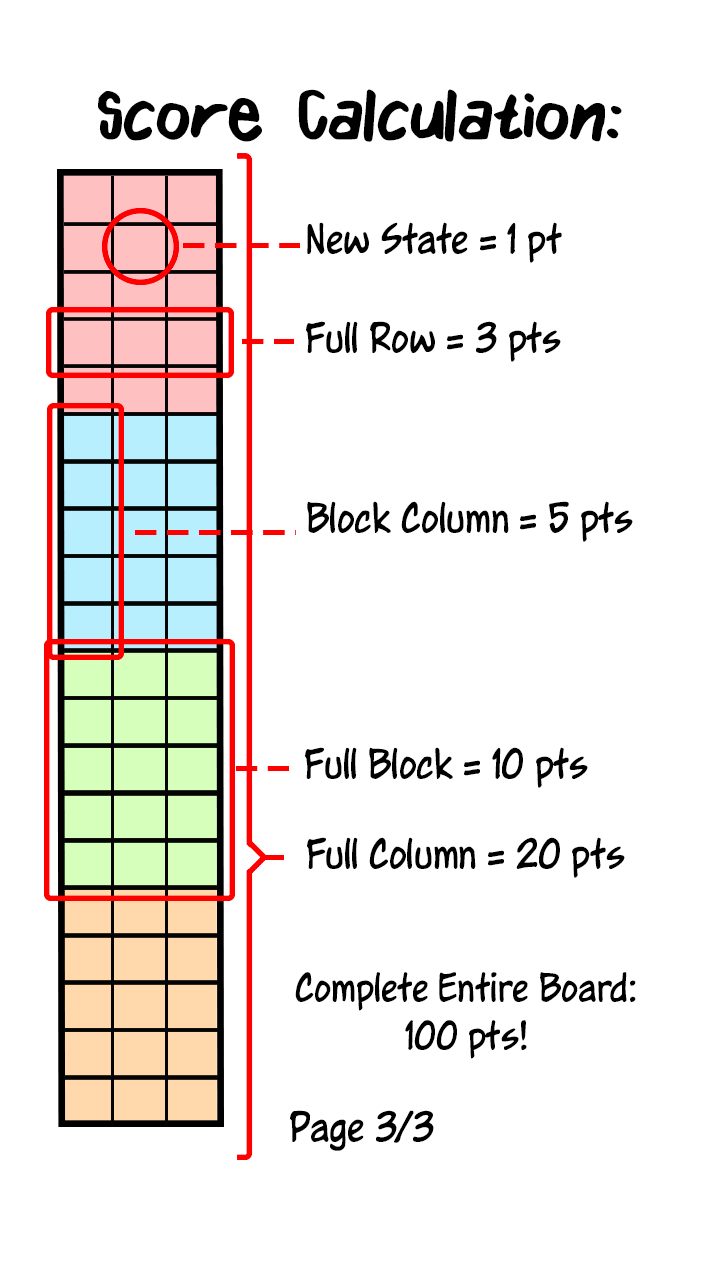 Score Calculation:
New State = 1 pt
Full Row = 3 pts
Block Column = 5 pts
Full Block = 10 pts
Full Column = 20 pts
Complete Entire Board:
100 pts!
Page 3/3